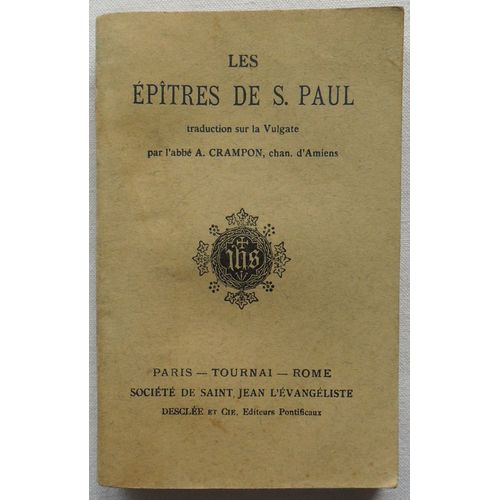 LES
ÉPÎTRES DE S. PAUL
traduction sur la Vulgate
par l'abbé A. CRAMPON, chan. d'Amiens
ihs
PARIS — TOURNAI — ROME
SOCIÉTÉ DE SAINT JEAN L'ÉVANGÉLISTE
DESCLÉE ET CIE, Editeurs Pontificaux